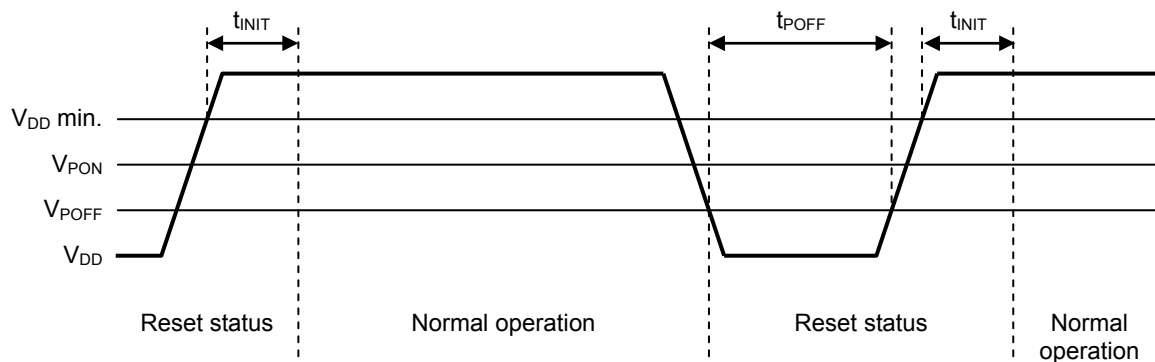 tINIT
tPOFF
tINIT
VDD min.
VPON
VPOFF
VDD
Reset status
Normal operation
Reset status
Normal
operation